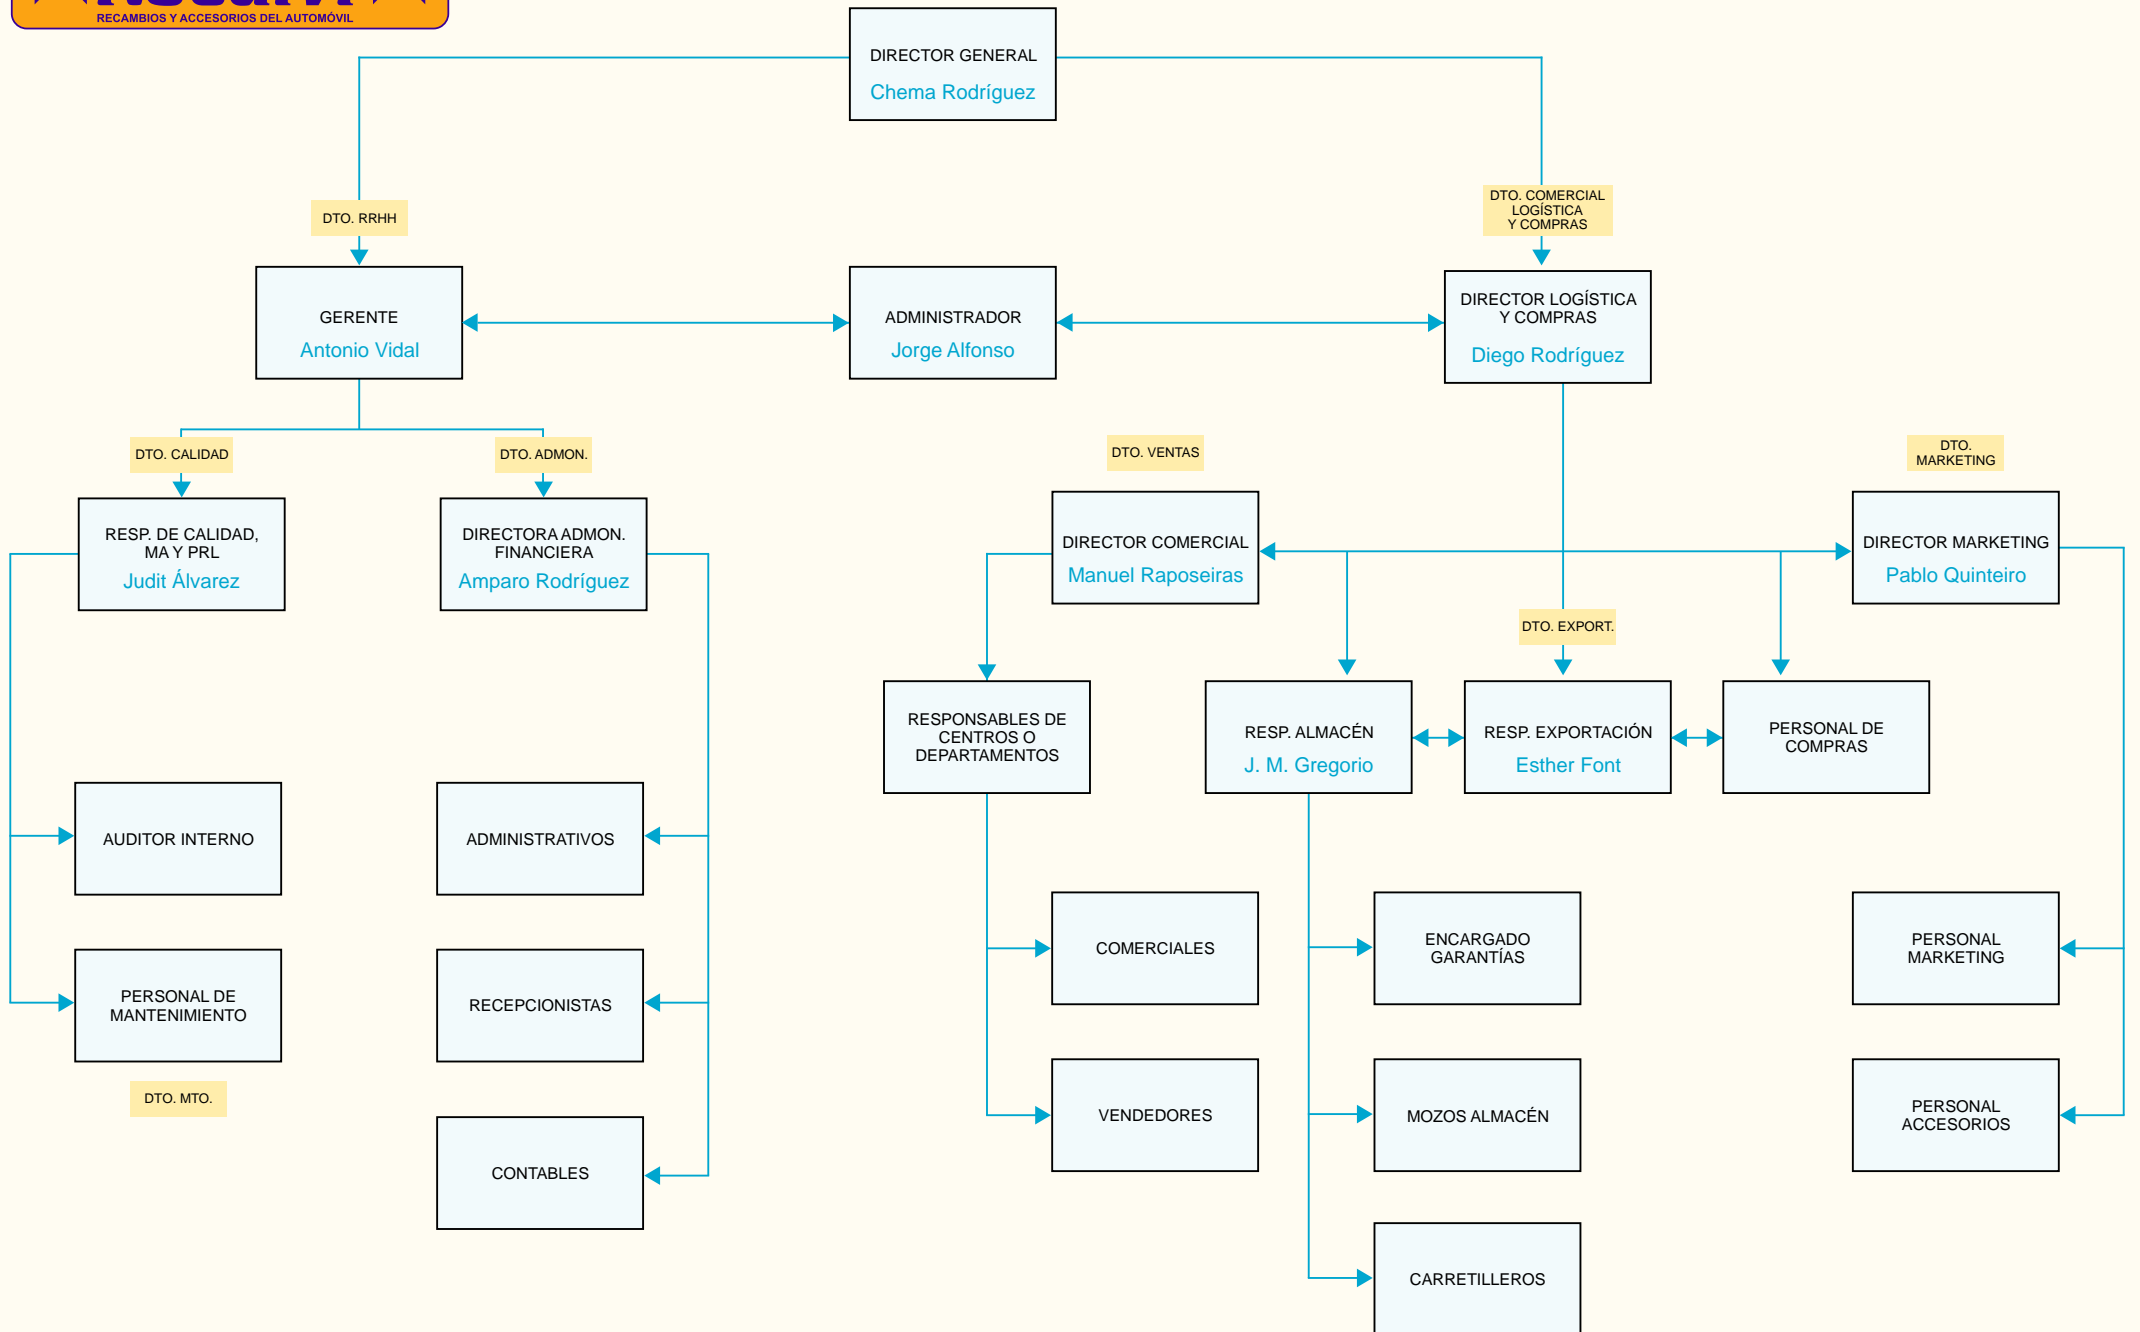 RECAMBIOS Y ACCESORIOS DEL AUTOMÓVIL
DIRECTOR GENERAL
Chema Rodríguez
DTO. RRHH
DTO. COMERCIAL
LOGÍSTICA
Y COMPRAS
GERENTE
Antonio Vidal
ADMINISTRADOR
Jorge Alfonso
DIRECTOR LOGÍSTICA
Y COMPRAS
Diego Rodríguez
DTO. CALIDAD
DTO. ADMON.
DTO. VENTAS
DTO.
MARKETING
RESP. DE CALIDAD,
MA Y PRL
Judit Álvarez
DIRECTORA ADMON.
FINANCIERA
Amparo Rodríguez
DIRECTOR COMERCIAL
Manuel Raposeiras
DIRECTOR MARKETING
Pablo Quinteiro
DTO. EXPORT.
RESPONSABLES DE
CENTROS O
DEPARTAMENTOS
RESP. ALMACÉN
J. M. Gregorio
RESP. EXPORTACIÓN
Esther Font
PERSONAL DE
COMPRAS
AUDITOR INTERNO
ADMINISTRATIVOS
COMERCIALES
ENCARGADO
GARANTÍAS
PERSONAL
MARKETING
PERSONAL DE
MANTENIMIENTO
RECEPCIONISTAS
DTO. MTO.
VENDEDORES
MOZOS ALMACÉN
PERSONAL
ACCESORIOS
CONTABLES
CARRETILLEROS